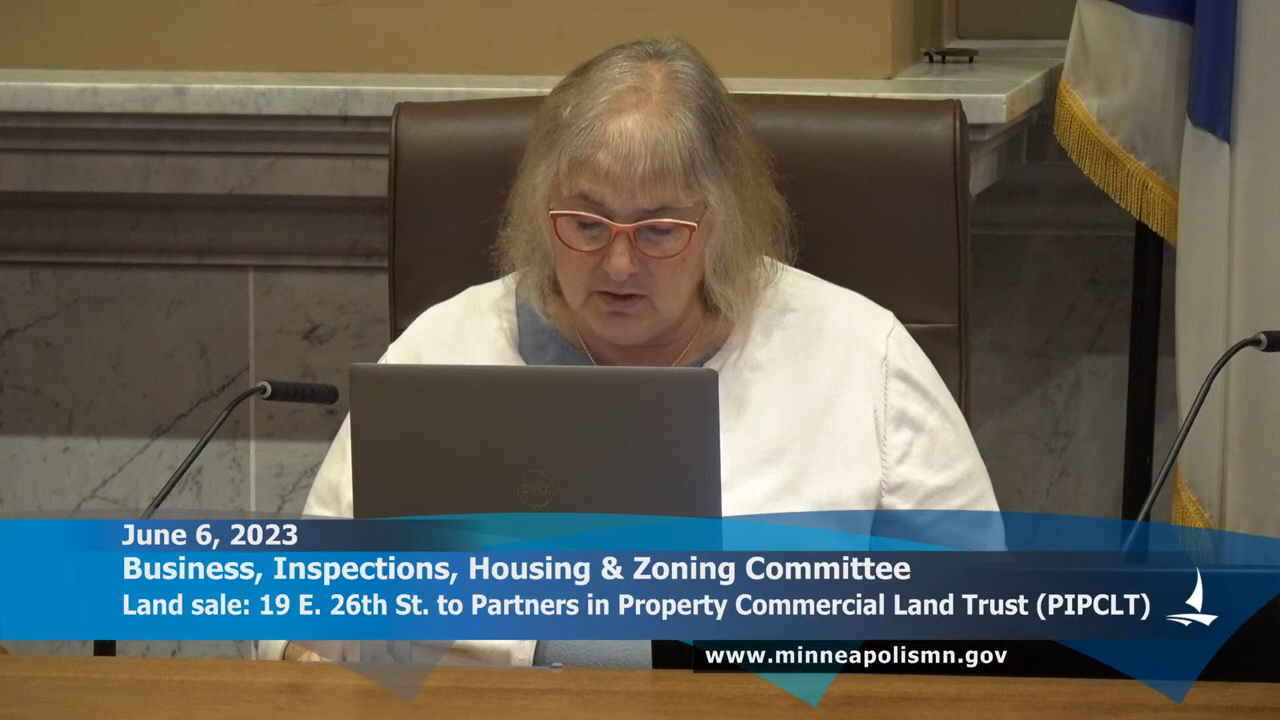 DELL
June 6, 2023
Business, Inspections, Housing & Zoning Committee
Land sale: 19 E. 26th St. to Partners in Property Commercial Land Trust (PIPCLT)
www.minneapolismn.gov